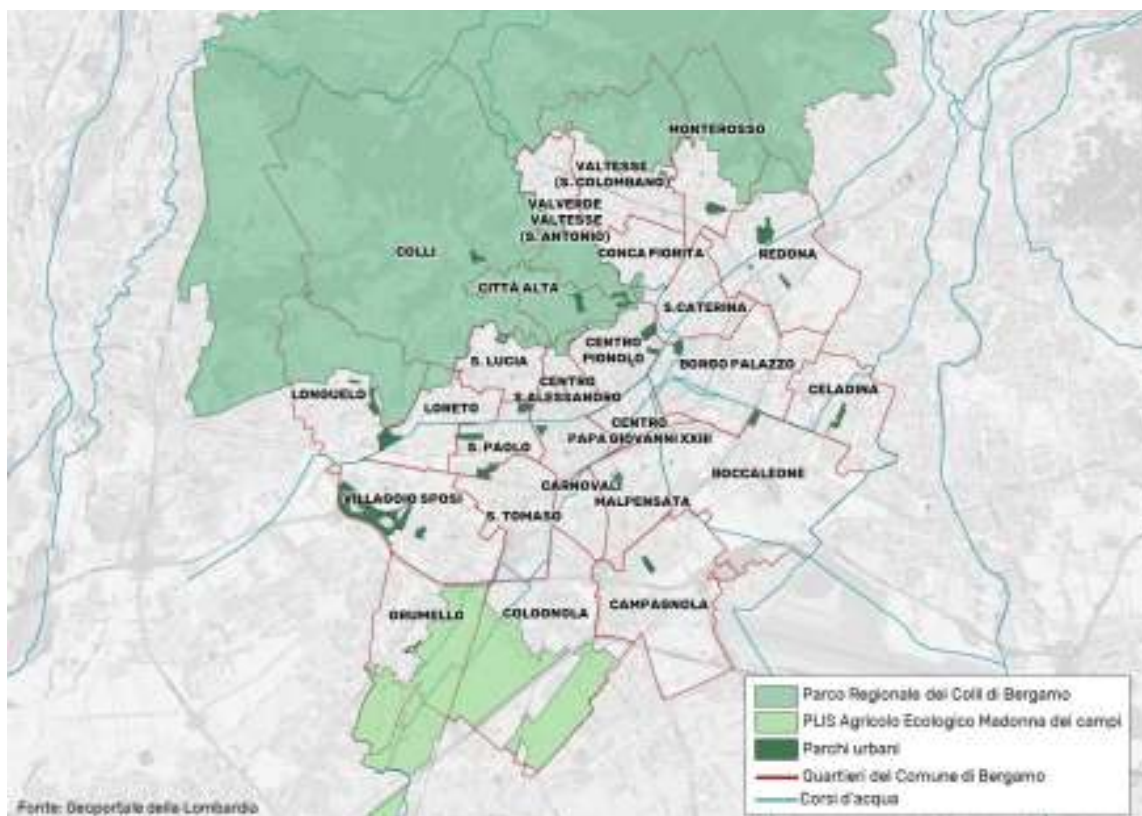 MONTEROSSO
VALTESSE
(S. COLOMBANO)
VALVERDE
VALTESSE
(S. ANTONIO)
COLLI
CONCA FIORITA
REDONA
CITTÀ ALTA
S.CATERINA
CENTRO
PIGNOLO
S. LUCIA
BORGO PALAZZO
CENTRO
S.ALESSANDRO
CELADINA
LONGUELO
LORETO
CENTRO
PAPA GIOVANNI XXIII
S. PAOLO
BOCCALEONE
CARNOVALI
MALPENSATA
VILLAGGIO SPOSI
S. TOMASO
GRUMELLO
COLOGNOLA
CAMPAGNOLA
Parco Regionale dei Colli di Bergamo
PLIS Agricolo Ecologico Madonna dei campi
Parchi urbani
Quartieri del Comune di Bergamo
Corsi d'acqua
Fonte: Geoportale della Lombardia